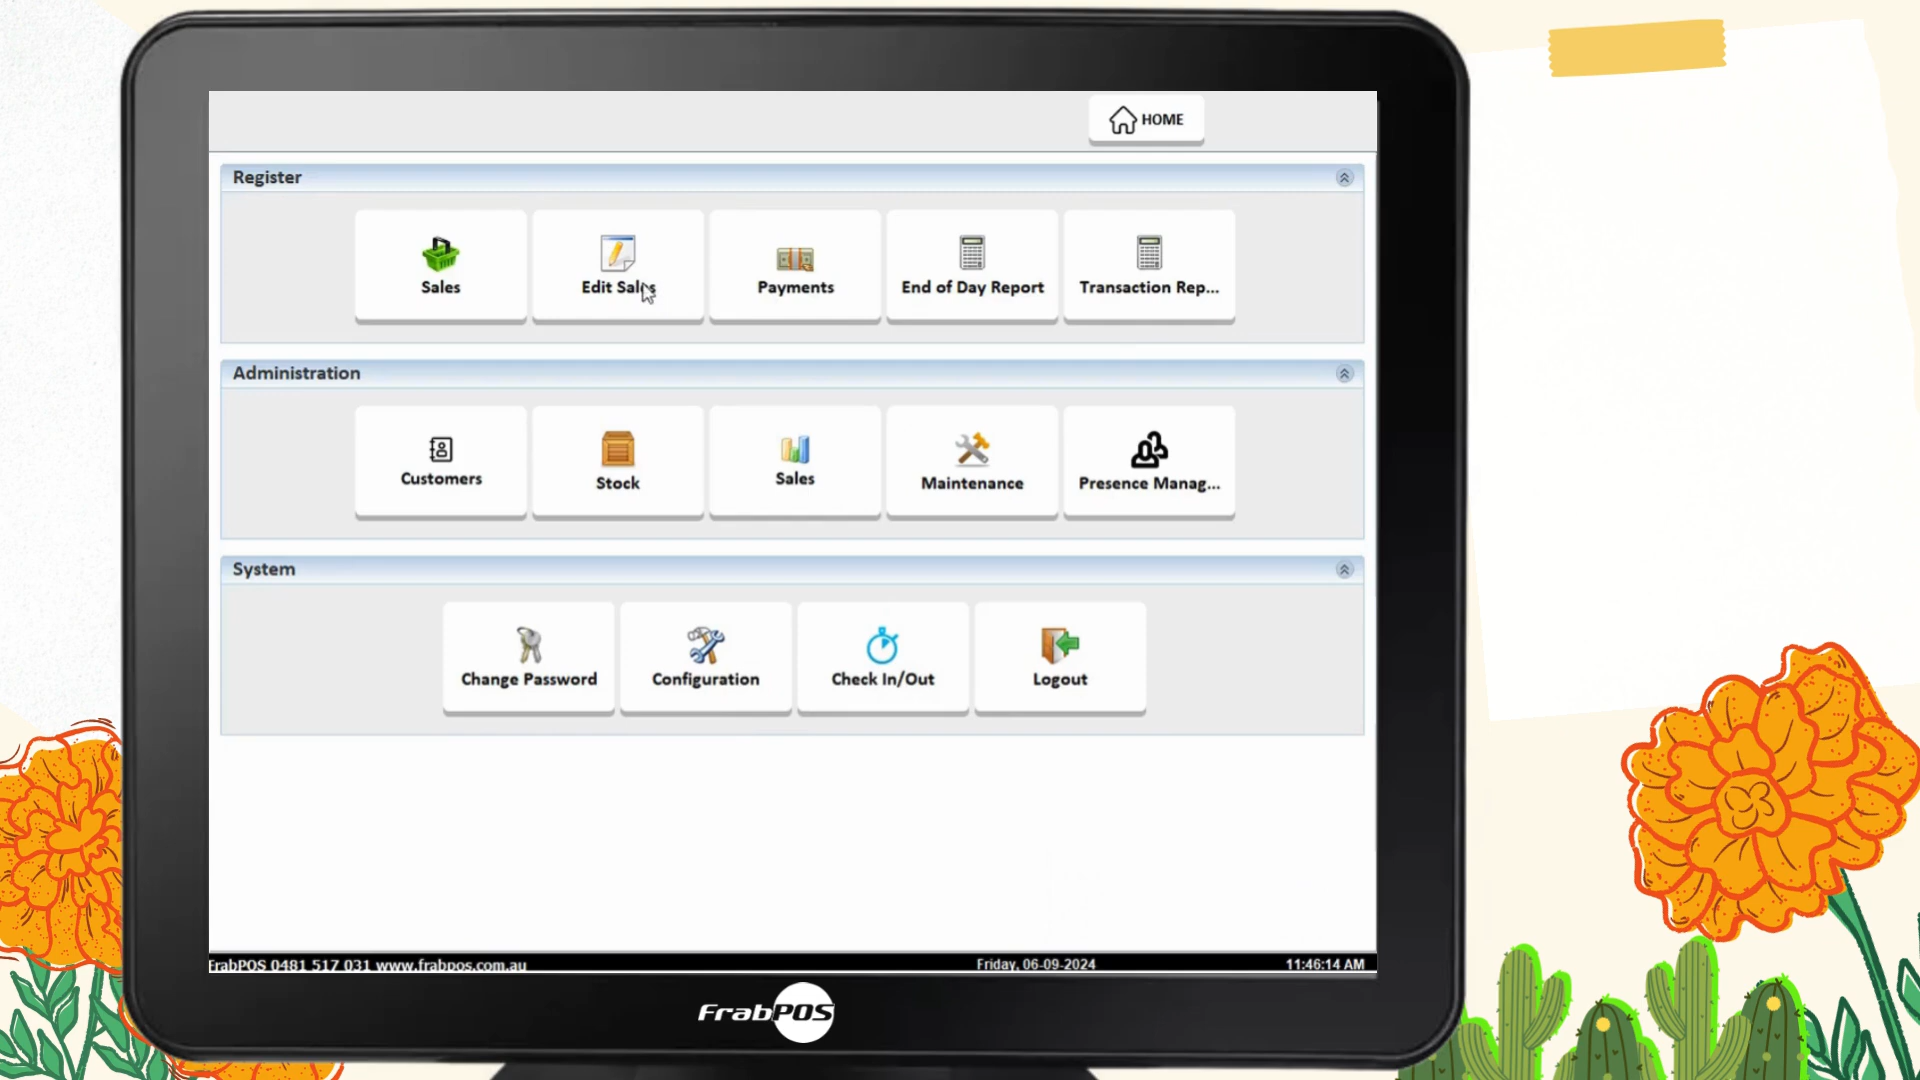 HOME
Register
Sales
Edit Sales
Payments
End of Day Report
Transaction Rep...
Administration
Customers
Stock
Sales
Maintenance
Presence Manag...
System
Change Password
Configuration
Check In/Out
Logout
FrabPOS 0481 517 031 www.frabpos.com.au
Friday, 06-09-2024
11:46:14 AM
FrabPOS